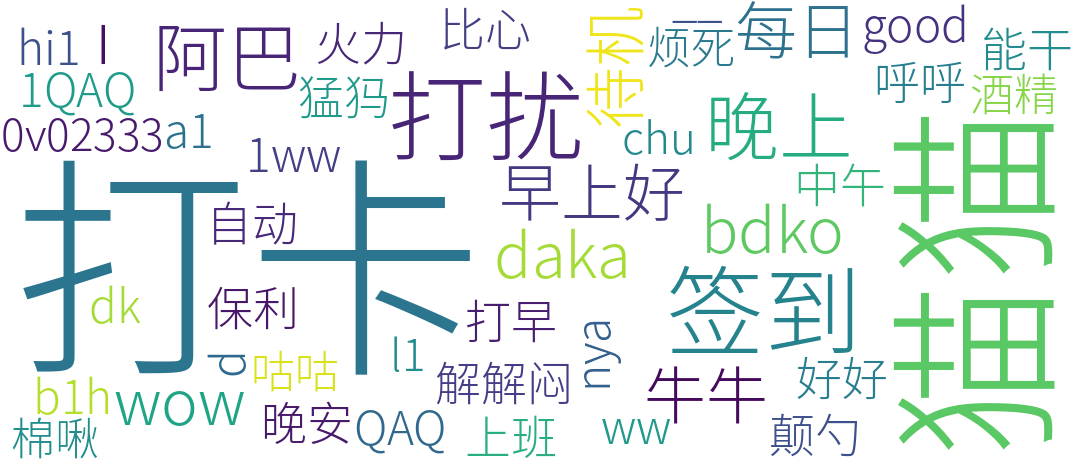 hi1
l
阿巴
火力
比心
烦死
每日
good
能干
1QAQ
猛犸
打扰
待机
晚上
呼呼
酒精
0v02333
a1
1ww
chu
中午
猫猫
打卡
早上好
自动
daka
bdko
签到
dk
保利
打早
nya
d
l1
咕咕
解解闷
牛牛
好好
b1h
wow
晚安
QAQ
上班
ww
颠勺
棉啾